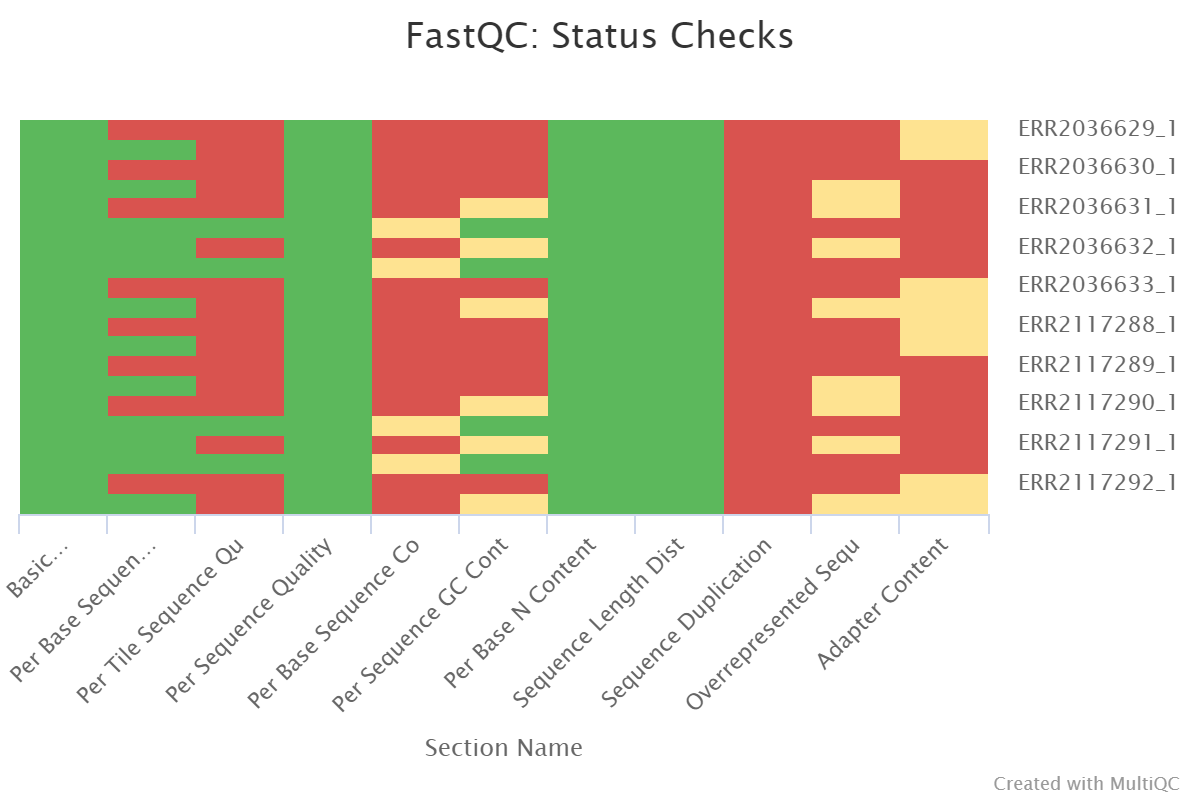 FastQC: Status Checks
ERR2036629_1
ERR2036630_1
ERR2036631_1
ERR2036632_1
ERR2036633_1
ERR2117288_1
ERR2117289_1
ERR2117290_1
ERR2117291_1
ERR2117292_1
Basic...
Per Base Sequen...
Per Tile Sequence Qu
Per Sequence Quality
Per Base Sequence Co
Per Sequence GC Cont
Per Base N Content
Sequence Length Dist
Sequence Duplication
Overrepresented Sequ
Adapter Content
Section Name
Created with MultiQC